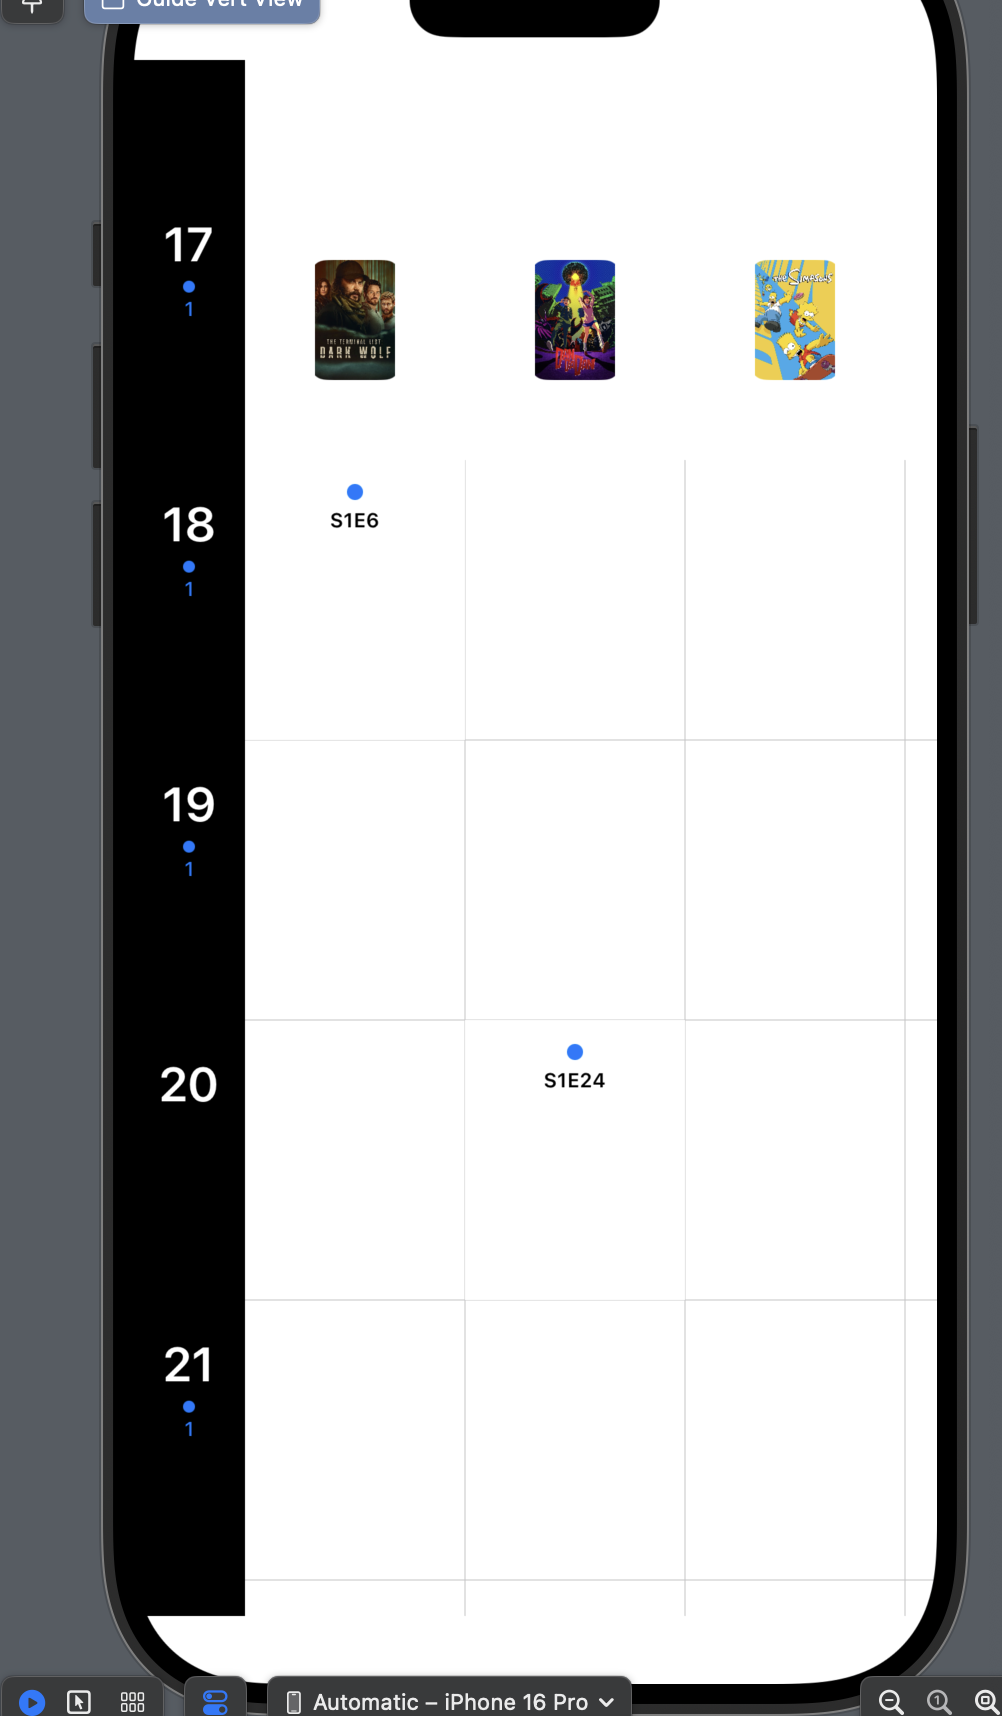 Guide Vert View
17
1
THE TERMINAL LIST
DARK WOLF
THE SIMPSONS
18
1
S1E6
19
1
20
S1E24
21
1
Automatic – iPhone 16 Pro
1